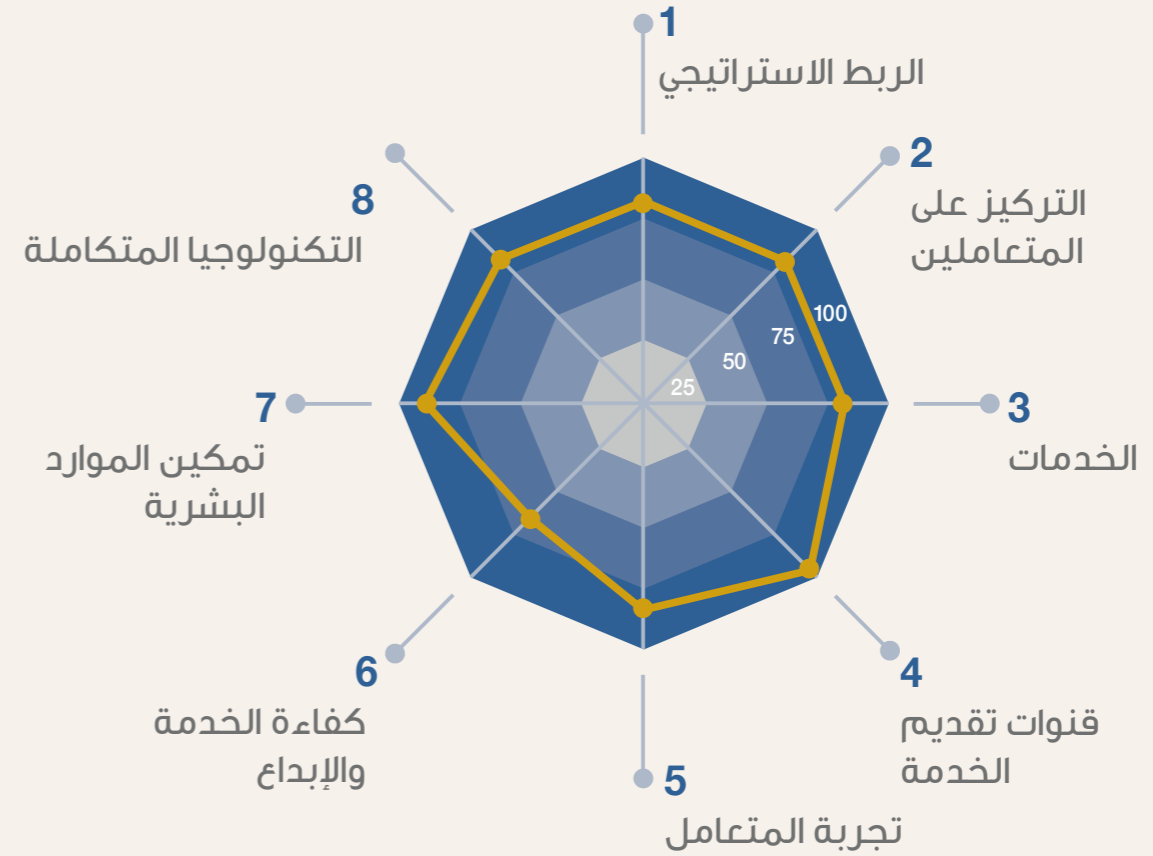 1
الربط الاستراتيجي
2
التركيز على
المتعاملين
3
الخدمات
4
قنوات تقديم
الخدمة
5
تجربة المتعامل
6
كفاءة الخدمة
والإبداع
7
تمكين الموارد
البشرية
8
التكنولوجيا المتكاملة
100
75
50
25